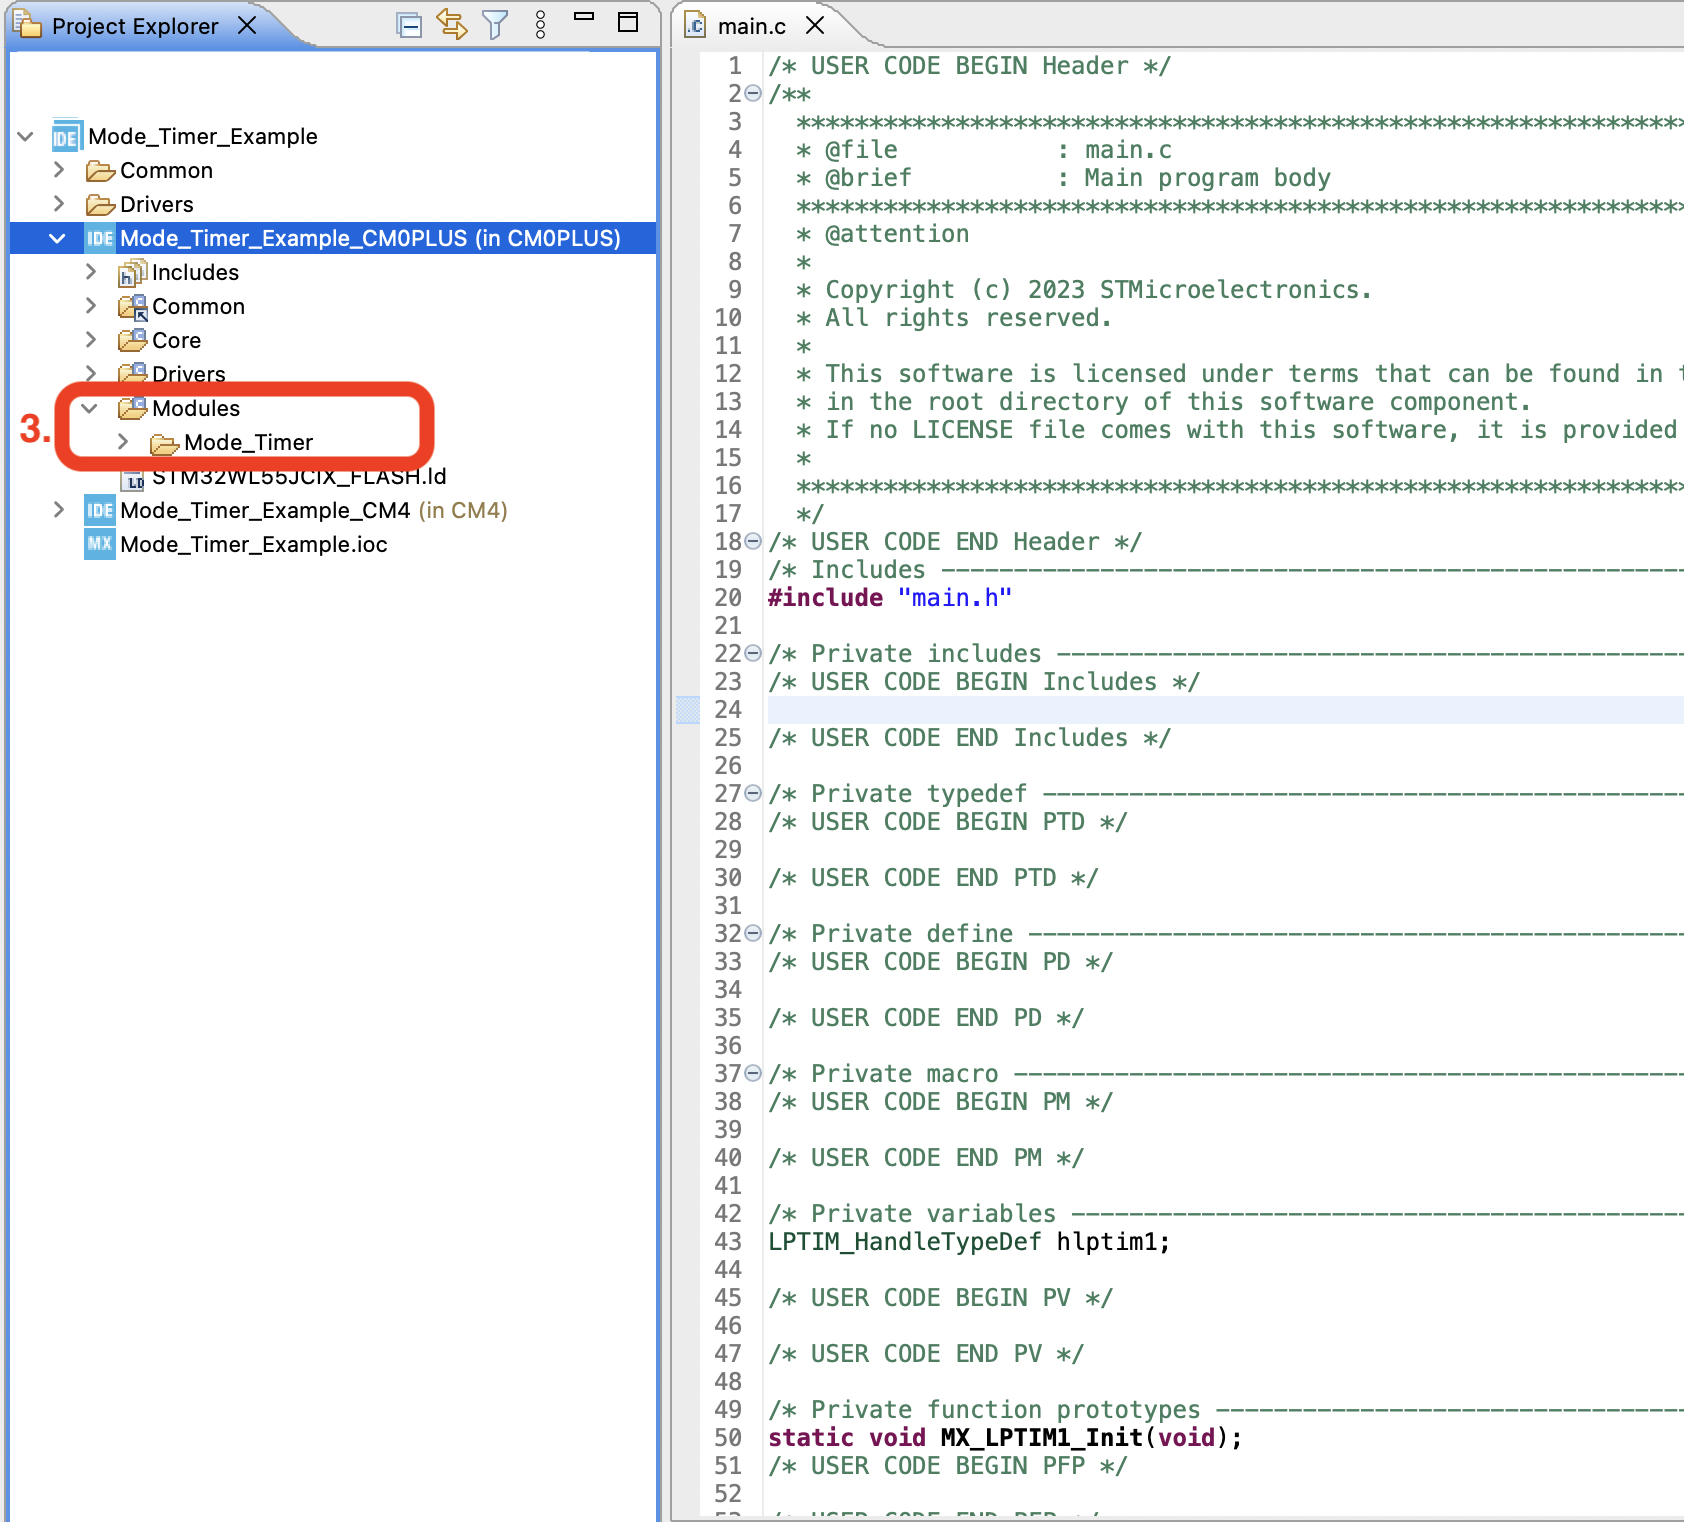 Project Explorer
Mode_Timer_Example
Common
Drivers
Mode_Timer_Example_CM0PLUS (in CM0PLUS)
Includes
Common
Core
Drivers
3.
Modules
Mode_Timer
STM32WL55JCIX_FLASH.ld
Mode_Timer_Example_CM4 (in CM4)
Mode_Timer_Example.ioc
main.c
1 /* USER CODE BEGIN Header */
2 /**
3 ******************************************************************
4 * @file : main.c
5 * @brief : Main program body
6 ******************************************************************
7 * @attention
8 *
9 * Copyright (c) 2023 STMicroelectronics.
10 * All rights reserved.
11 *
12 * This software is licensed under terms that can be found in
13 * in the root directory of this software component.
14 * If no LICENSE file comes with this software, it is provided
15 *
16 ******************************************************************
17 */
18 /* USER CODE END Header */
19 /* Includes ------------------------------------------------------------------
20 #include "main.h"
21
22 /* Private includes ----------------------------------------------------------
23 /* USER CODE BEGIN Includes */
24
25 /* USER CODE END Includes */
26
27 /* Private typedef -----------------------------------------------------------
28 /* USER CODE BEGIN PTD */
29
30 /* USER CODE END PTD */
31
32 /* Private define ------------------------------------------------------------
33 /* USER CODE BEGIN PD */
34
35 /* USER CODE END PD */
36
37 /* Private macro -------------------------------------------------------------
38 /* USER CODE BEGIN PM */
39
40 /* USER CODE END PM */
41
42 /* Private variables ---------------------------------------------------------
43 LPTIM_HandleTypeDef hlptim1;
44
45 /* USER CODE BEGIN PV */
46
47 /* USER CODE END PV */
48
49 /* Private function prototypes -----------------------------------------------
50 static void MX_LPTIM1_Init(void);
51 /* USER CODE BEGIN PFP */
52